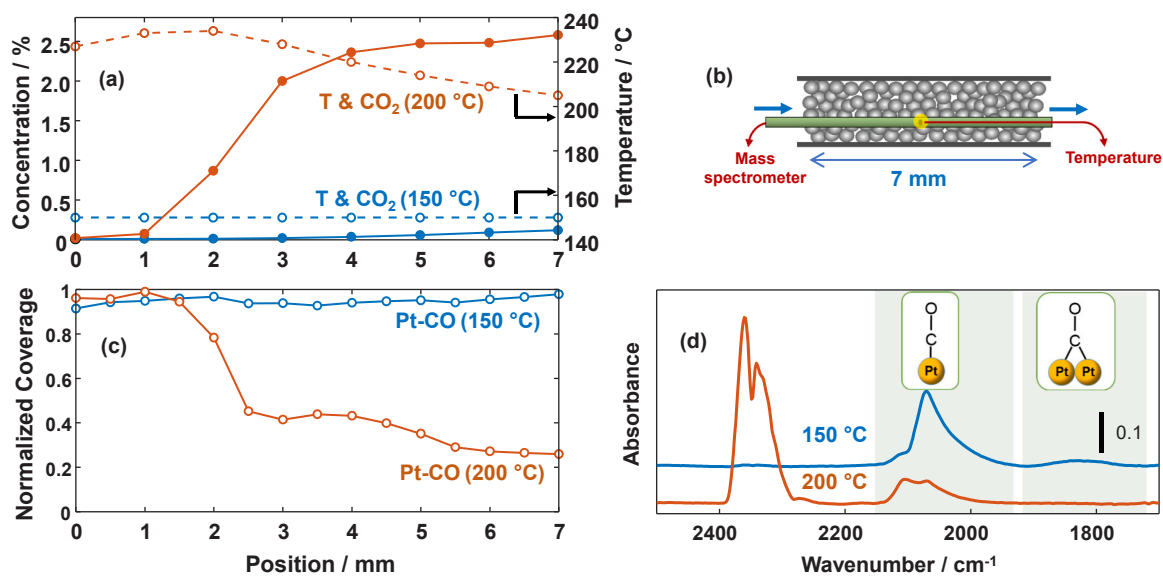 (a)
Concentration / %
2.5
2.0
1.5
1.0
0.5
0
T & CO₂ (200 °C)
T & CO₂ (150 °C)
240
220
200
180
160
140
Temperature / °C
0 1 2 3 4 5 6 7
(b)
Mass
spectrometer
Temperature
7 mm
(c)
Normalized Coverage
1
0.8
0.6
0.4
0.2
0
Pt-CO (150 °C)
Pt-CO (200 °C)
0 1 2 3 4 5 6 7
Position / mm
(d)
Absorbance
O
C
Pt
O
C
Pt Pt
150 °C
200 °C
0.1
2400 2200 2000 1800
Wavenumber / cm⁻¹